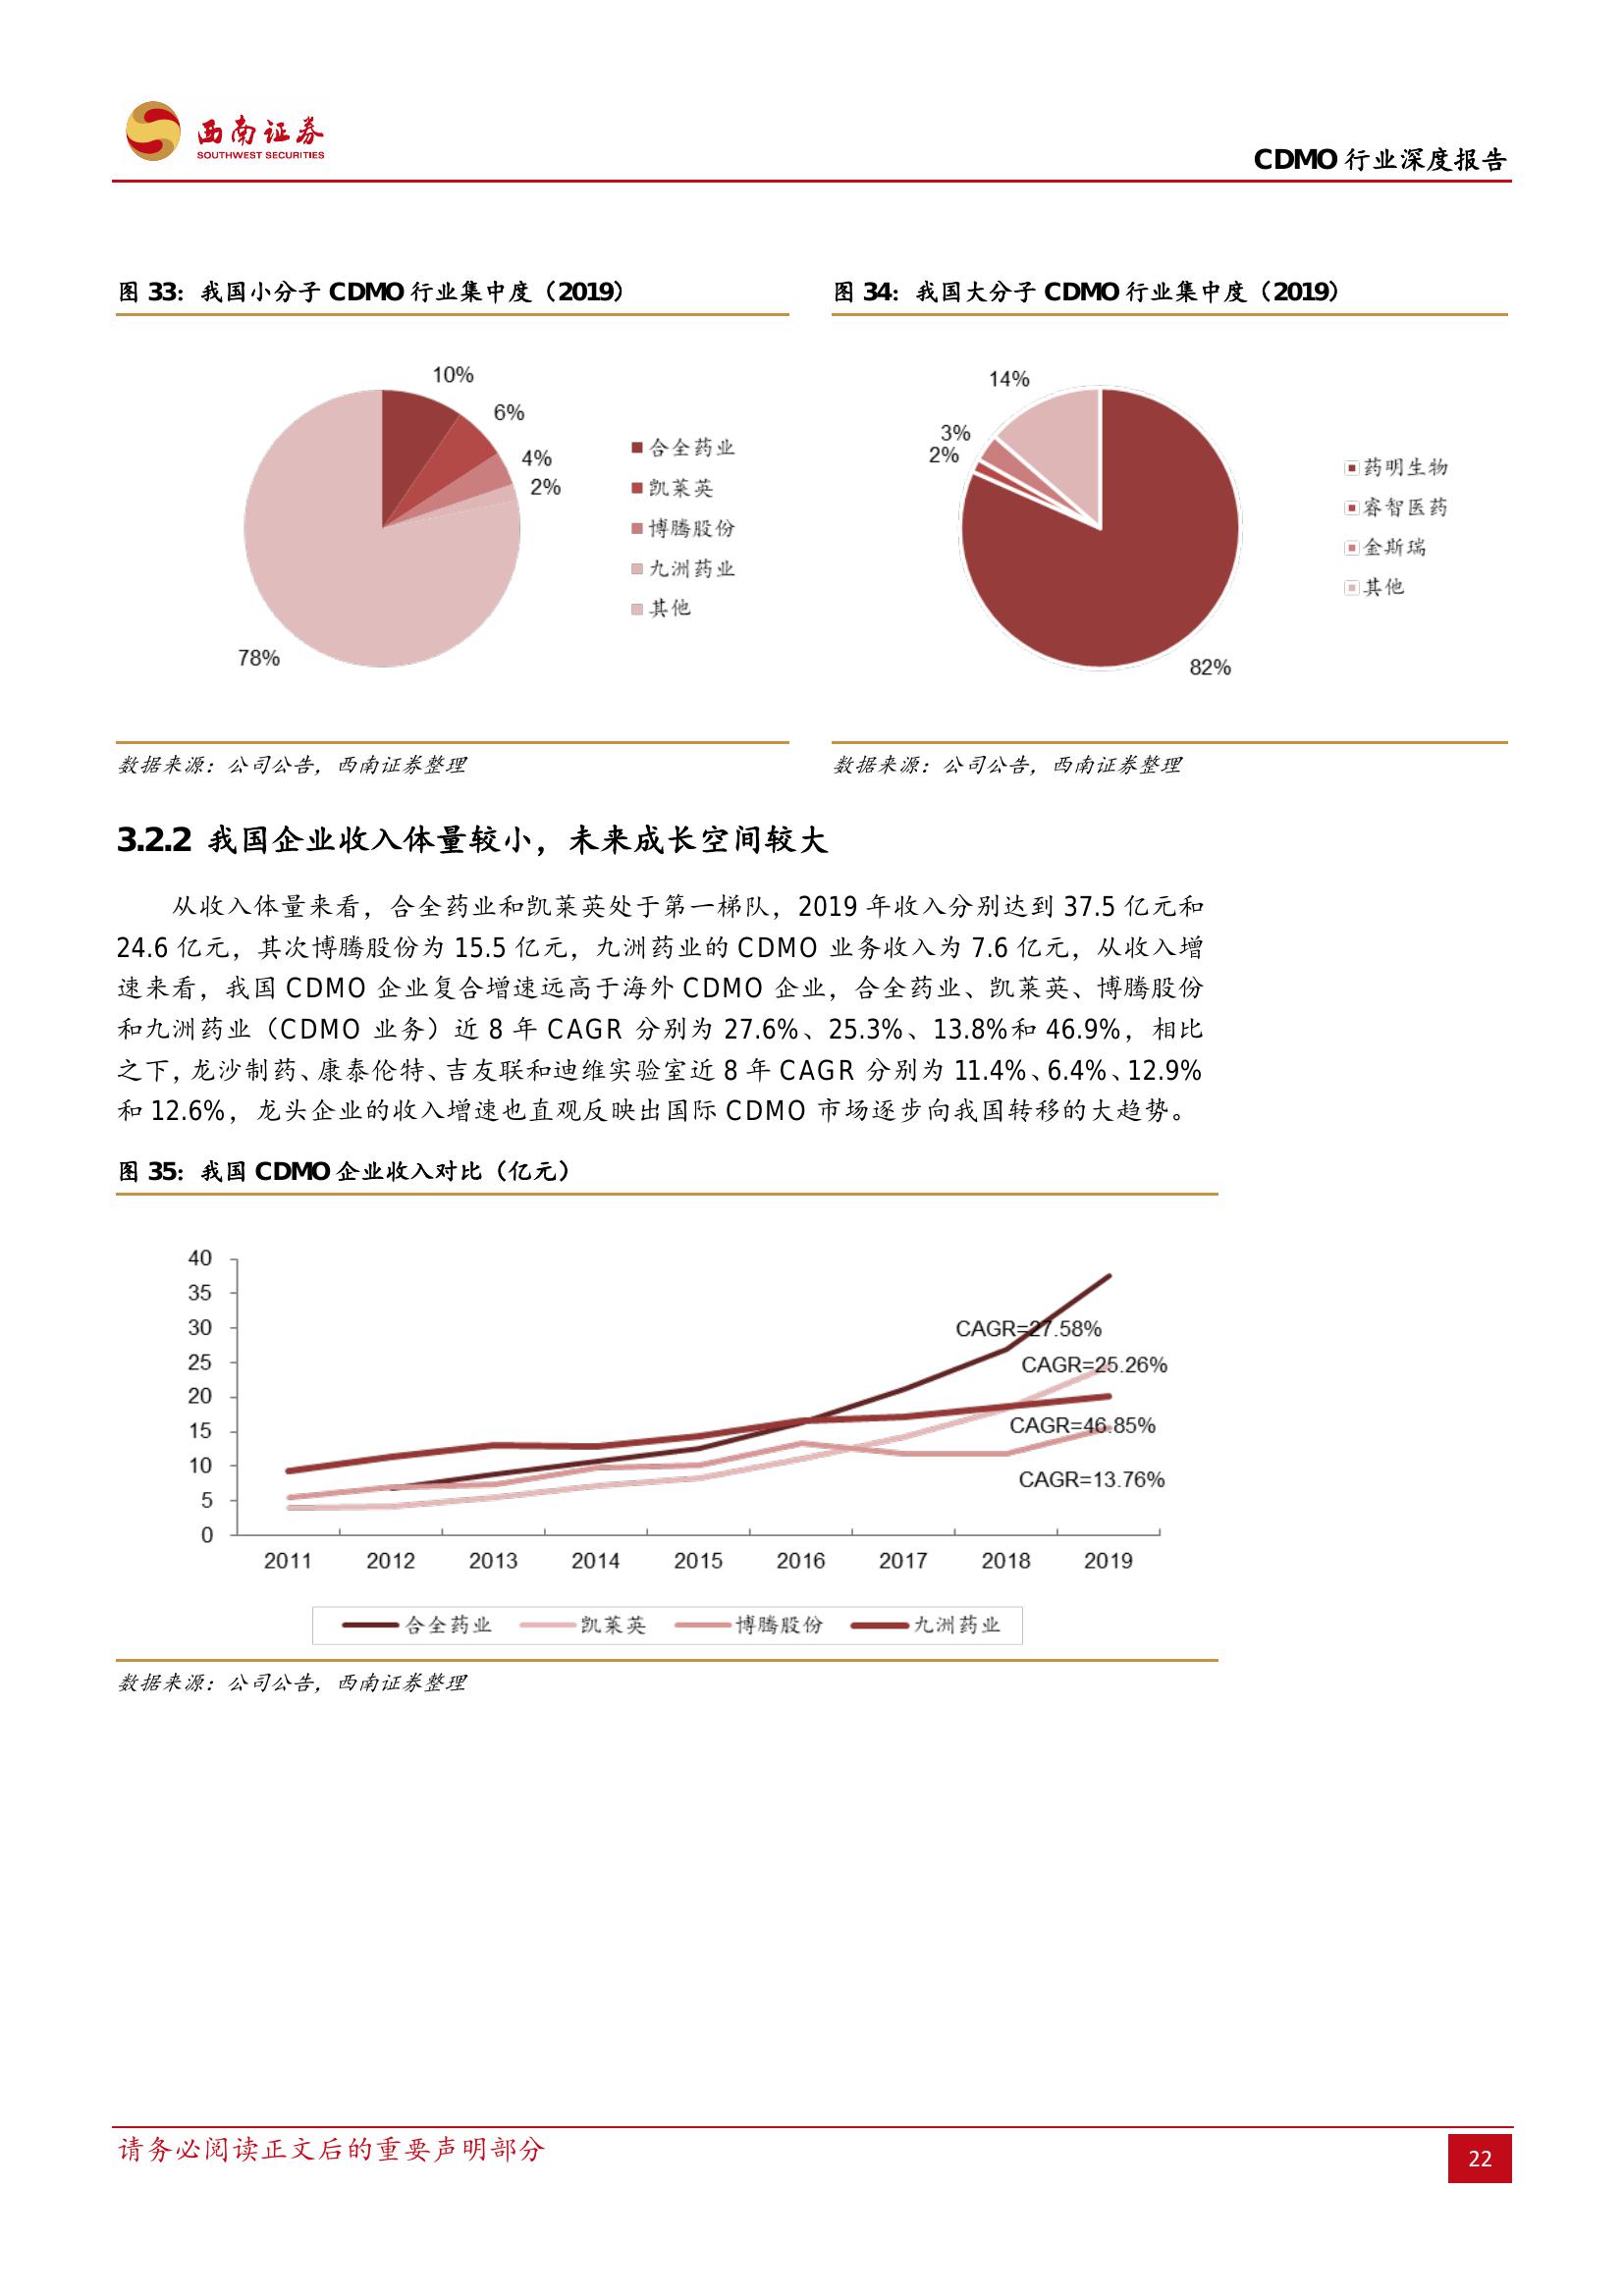 西南证券
SOUTHWEST SECURITIES
CDMO 行业深度报告
图 33：我国小分子 CDMO 行业集中度（2019）
10%
6%
4%
2%
78%
合全药业
凯莱英
博腾股份
九洲药业
其他
数据来源：公司公告，西南证券整理
图 34：我国大分子 CDMO 行业集中度（2019）
14%
3%
2%
82%
药明生物
睿智医药
金斯瑞
其他
数据来源：公司公告，西南证券整理
3.2.2 我国企业收入体量较小，未来成长空间较大
从收入体量来看，合全药业和凯莱英处于第一梯队，2019 年收入分别达到 37.5 亿元和
24.6 亿元，其次博腾股份为 15.5 亿元，九洲药业的 CDMO 业务收入为 7.6 亿元，从收入增
速来看，我国 CDMO 企业复合增速远高于海外 CDMO 企业，合全药业、凯莱英、博腾股份
和九洲药业（CDMO 业务）近 8 年 CAGR 分别为 27.6%、25.3%、13.8%和 46.9%，相比
之下，龙沙制药、康泰伦特、吉友联和迪维实验室近 8 年 CAGR 分别为 11.4%、6.4%、12.9%
和 12.6%，龙头企业的收入增速也直观反映出国际 CDMO 市场逐步向我国转移的大趋势。
图 35：我国 CDMO 企业收入对比（亿元）
40
35
30
25
20
15
10
5
0
CAGR=27.58%
CAGR=25.26%
CAGR=46.85%
CAGR=13.76%
2011 2012 2013 2014 2015 2016 2017 2018 2019
合全药业 凯莱英 博腾股份 九洲药业
数据来源：公司公告，西南证券整理
请务必阅读正文后的重要声明部分
22